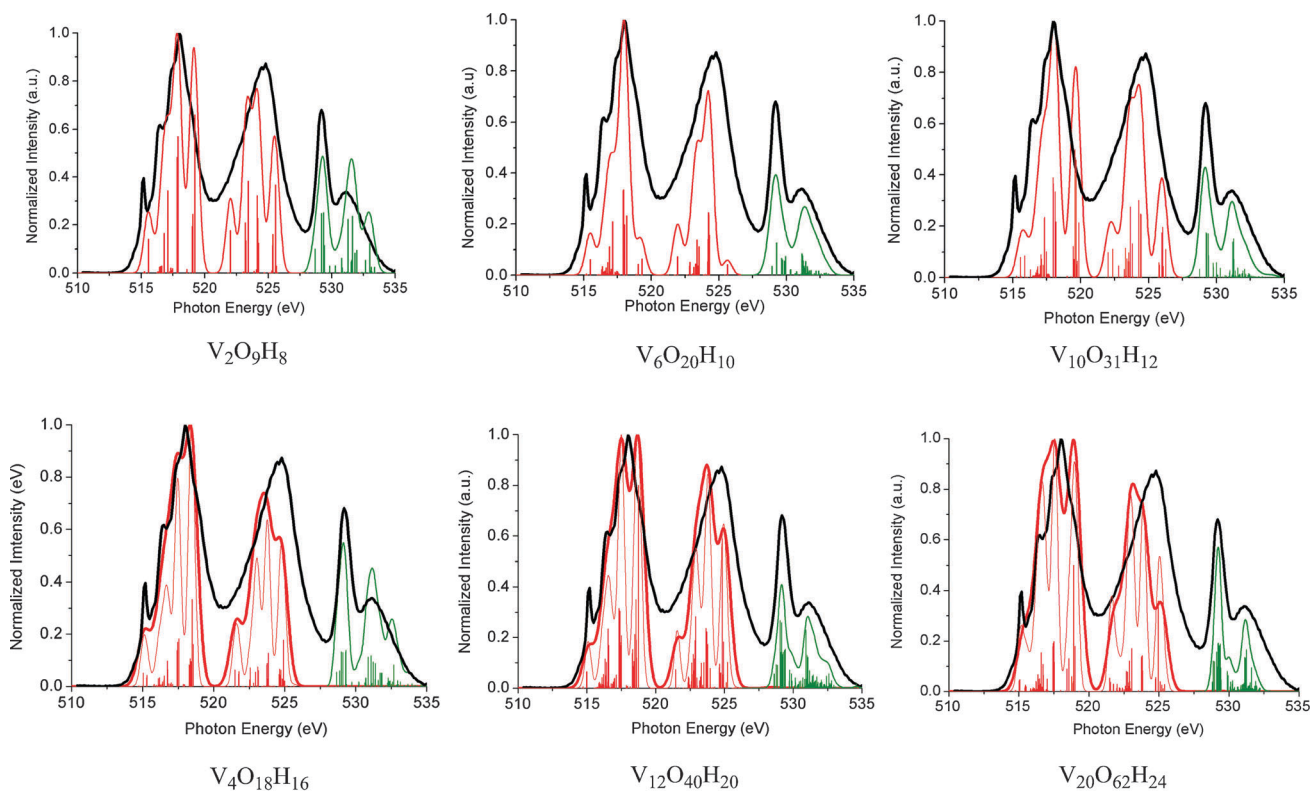 Normalized Intensity (a.u.)
1.0
0.8
0.6
0.4
0.2
0.0
510 515 520 525 530 535
Photon Energy (eV)
V₂O₉H₈
Normalized Intensity (a.u)
1.0
0.8
0.6
0.4
0.2
0.0
510 515 520 525 530 535
Photon Energy (eV)
V₆O₂₀H₁₀
Normalized Intensity (a.u.)
1.0
0.8
0.6
0.4
0.2
0.0
510 515 520 525 530 535
Photon Energy (eV)
V₁₀O₃₁H₁₂
Normalized Intensity (eV)
1.0
0.8
0.6
0.4
0.2
0.0
510 515 520 525 530 535
Photon Energy (eV)
V₄O₁₈H₁₆
Normalized Intensity (a.u.)
1.0
0.8
0.6
0.4
0.2
0.0
510 515 520 525 530 535
Photon Energy (eV)
V₁₂O₄₀H₂₀
Normalized Intensity (a.u.)
1.0
0.8
0.6
0.4
0.2
0.0
510 515 520 525 530 535
Photon Energy (eV)
V₂₀O₆₂H₂₄